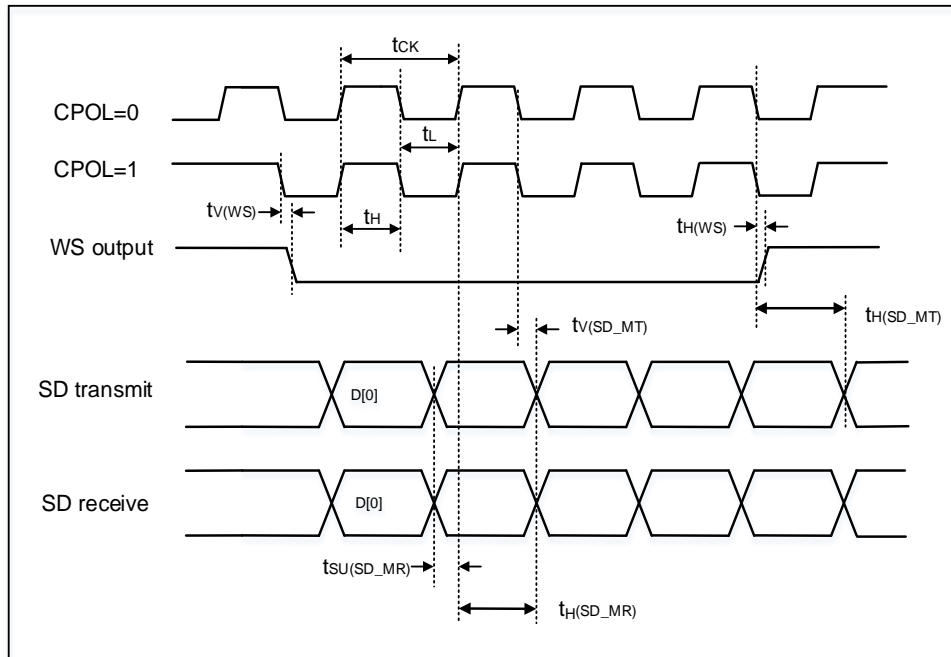 tCK
CPOL=0
tL
CPOL=1
tV(WS)
tH
tH(WS)
WS output
tV(SD_MT)
tH(SD_MT)
SD transmit
D[0]
SD receive
D[0]
tSU(SD_MR)
tH(SD_MR)